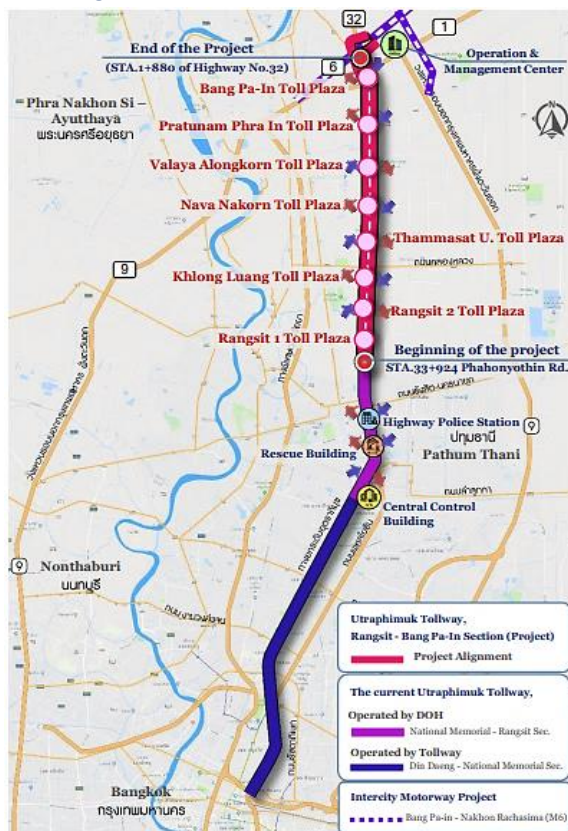 32
1
End of the Project
(STA.1+880 of Highway No.32)
6
Operation &
Management Center
Bang Pa-In Toll Plaza
Phra Nakhon Si –
Ayutthaya
พระนครศรีอยุธยา
Pratunam Phra In Toll Plaza
Valaya Alongkorn Toll Plaza
Nava Nakorn Toll Plaza
Thammasat U. Toll Plaza
9
Khlong Luang Toll Plaza
Rangsit 2 Toll Plaza
Rangsit 1 Toll Plaza
Beginning of the project
STA.33+924 Phahonyothin Rd.
Highway Police Station
ปทุมธานี
9
Rescue Building
Pathum Thani
Central Control
Building
9
Nonthaburi
นนทบุรี
Utraphimuk Tollway,
Rangsit - Bang Pa-In Section (Project)
Project Alignment
The current Utraphimuk Tollway,
Operated by DOH
National Memorial - Rangsit Sec.
Operated by Tollway
Din Daeng - National Memorial Sec.
Bangkok
กรุงเทพมหานคร
Intercity Motorway Project
Bang Pa-in - Nakhon Rachasima (M6)